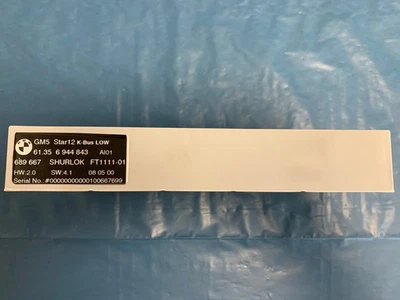 GM5 Star12 K-Bus LOW
61.35 6 944 843 AI01
689 667 SHURLOK FT1111-01
HW:2.0 SW:4.1 08 05 00
Serial No.: #00000000000100667699